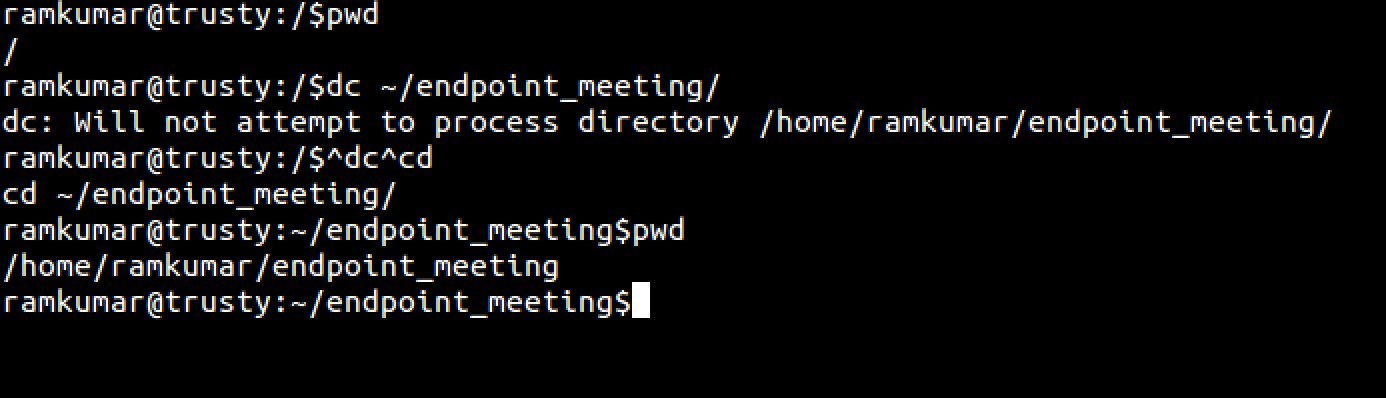 ramkumar@trusty:/$pwd
/
ramkumar@trusty:/$dc ~/endpoint_meeting/
dc: Will not attempt to process directory /home/ramkumar/endpoint_meeting/
ramkumar@trusty:/$^dc^cd
cd ~/endpoint_meeting/
ramkumar@trusty:~/endpoint_meeting$pwd
/home/ramkumar/endpoint_meeting
ramkumar@trusty:~/endpoint_meeting$